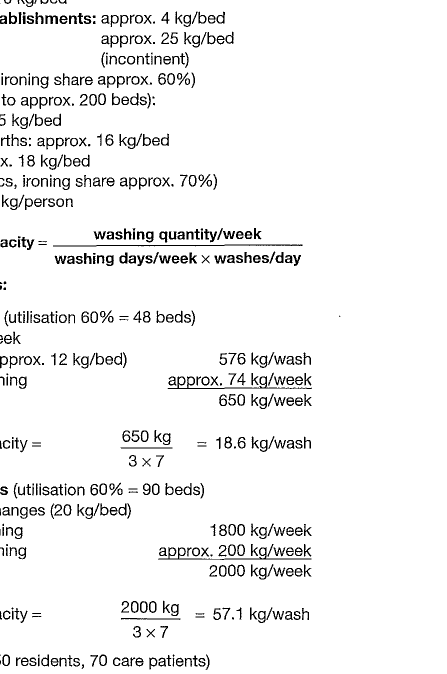 ablishments: approx. 4 kg/bed
approx. 25 kg/bed
(incontinent)
ironing share approx. 60%)
to approx. 200 beds):
5 kg/bed
rths: approx. 16 kg/bed
x. 18 kg/bed
cs, ironing share approx. 70%)
kg/person
acity = washing quantity/week
washing days/week × washes/day
s:
(utilisation 60% = 48 beds)
eek
pprox. 12 kg/bed) 576 kg/wash
ning approx. 74 kg/week
650 kg/week
city = 650 kg = 18.6 kg/wash
3 × 7
s (utilisation 60% = 90 beds)
anges (20 kg/bed)
ing 1800 kg/week
ning approx. 200 kg/week
2000 kg/week
city = 2000 kg = 57.1 kg/wash
3 × 7
0 residents, 70 care patients)